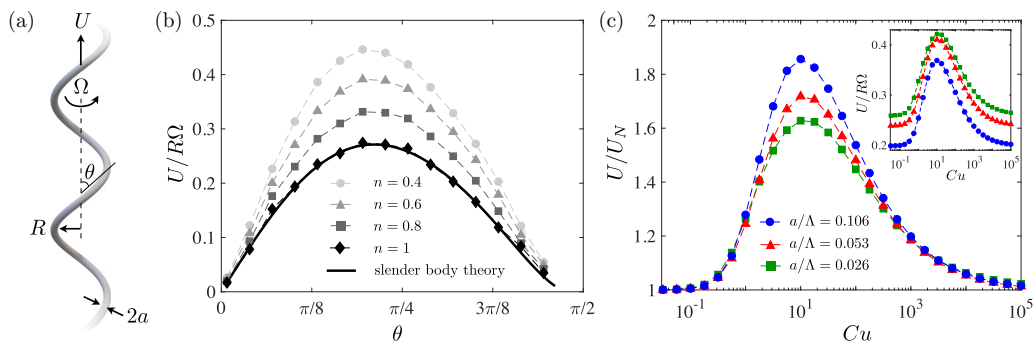 (a)
U
Ω
θ
R
2a
(b)
U/RΩ
0.5
0.4
0.3
0.2
0.1
0
n = 0.4
n = 0.6
n = 0.8
n = 1
slender body theory
0
π/8
π/4
3π/8
π/2
θ
(c)
U/U_N
2
1.8
1.6
1.4
1.2
1
a/Λ = 0.106
a/Λ = 0.053
a/Λ = 0.026
10^-1
10^1
10^3
10^5
Cu
U/RΩ
0.4
0.3
0.2
10^-1
10^1
10^3
10^5
Cu